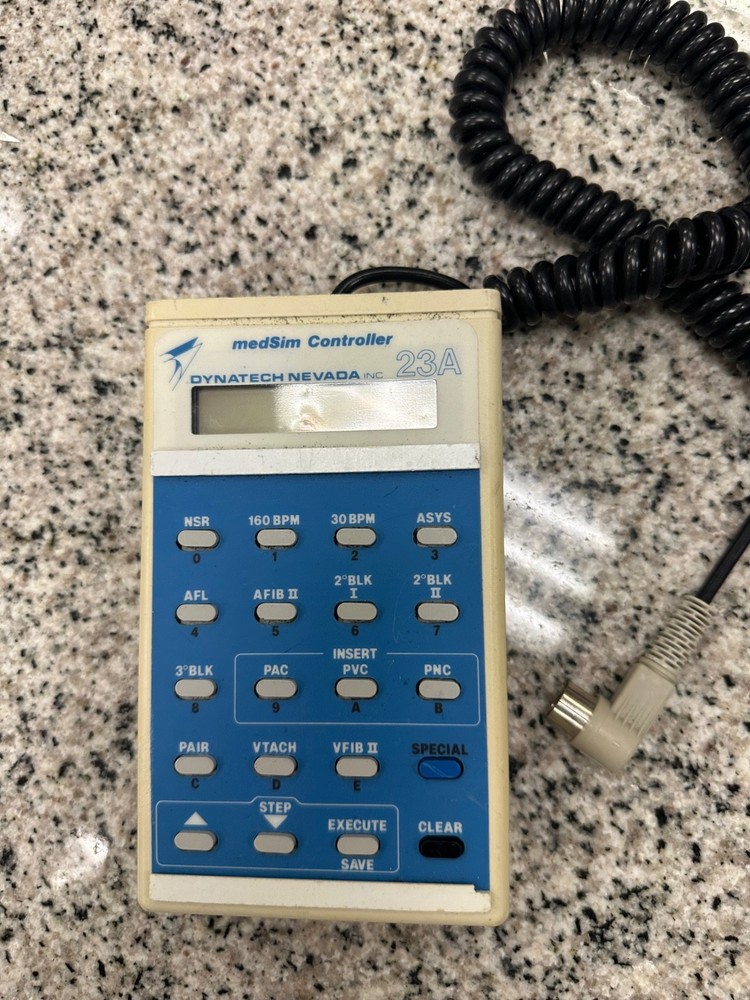 medSim Controller
DYNATECH NEVADA INC 23A
NSR 160 BPM 30 BPM ASYS
0 1 2 3
AFL AFIB II 2°BLK I 2°BLK II
4 5 6 7
INSERT
3°BLK PAC PVC PNC
8 9 A B
PAIR VTACH VFIB II SPECIAL
C D E
STEP
EXECUTE CLEAR
SAVE